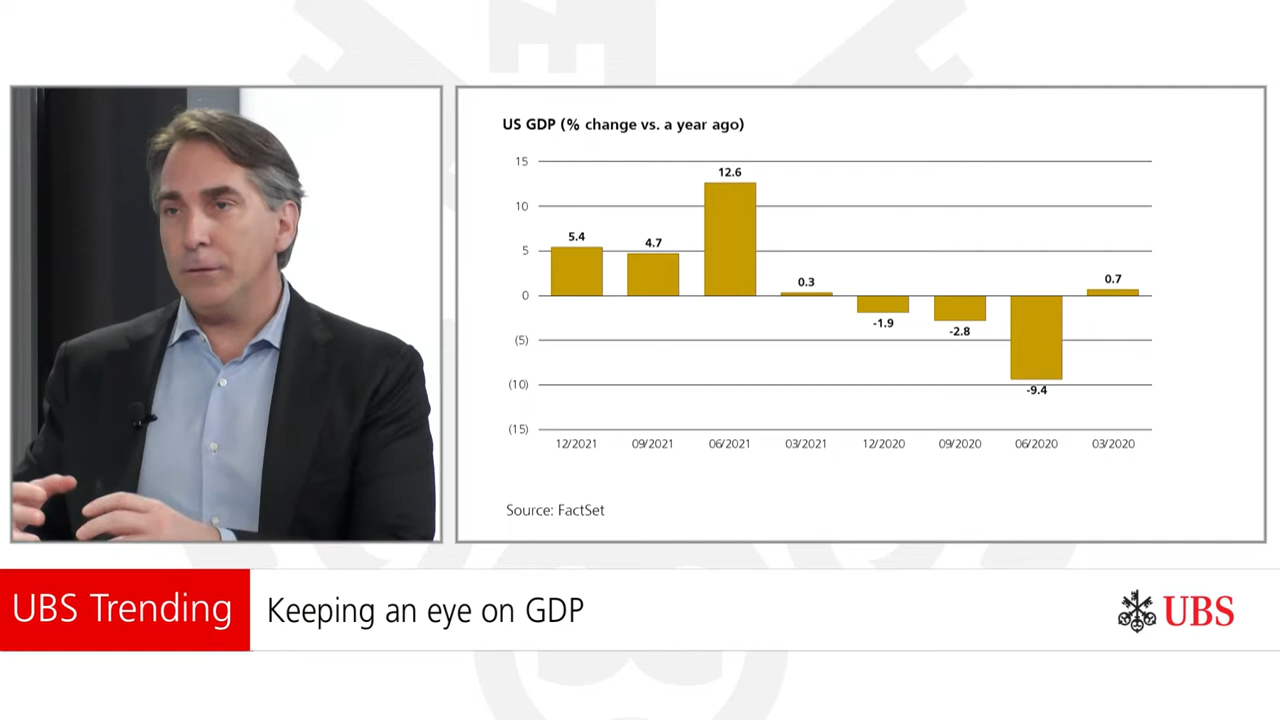 US GDP (% change vs. a year ago)
15
10
5
0
(5)
(10)
(15)
5.4
4.7
12.6
0.3
-1.9
-2.8
-9.4
0.7
12/2021 09/2021 06/2021 03/2021 12/2020 09/2020 06/2020 03/2020
Source: FactSet
UBS Trending
Keeping an eye on GDP
UBS